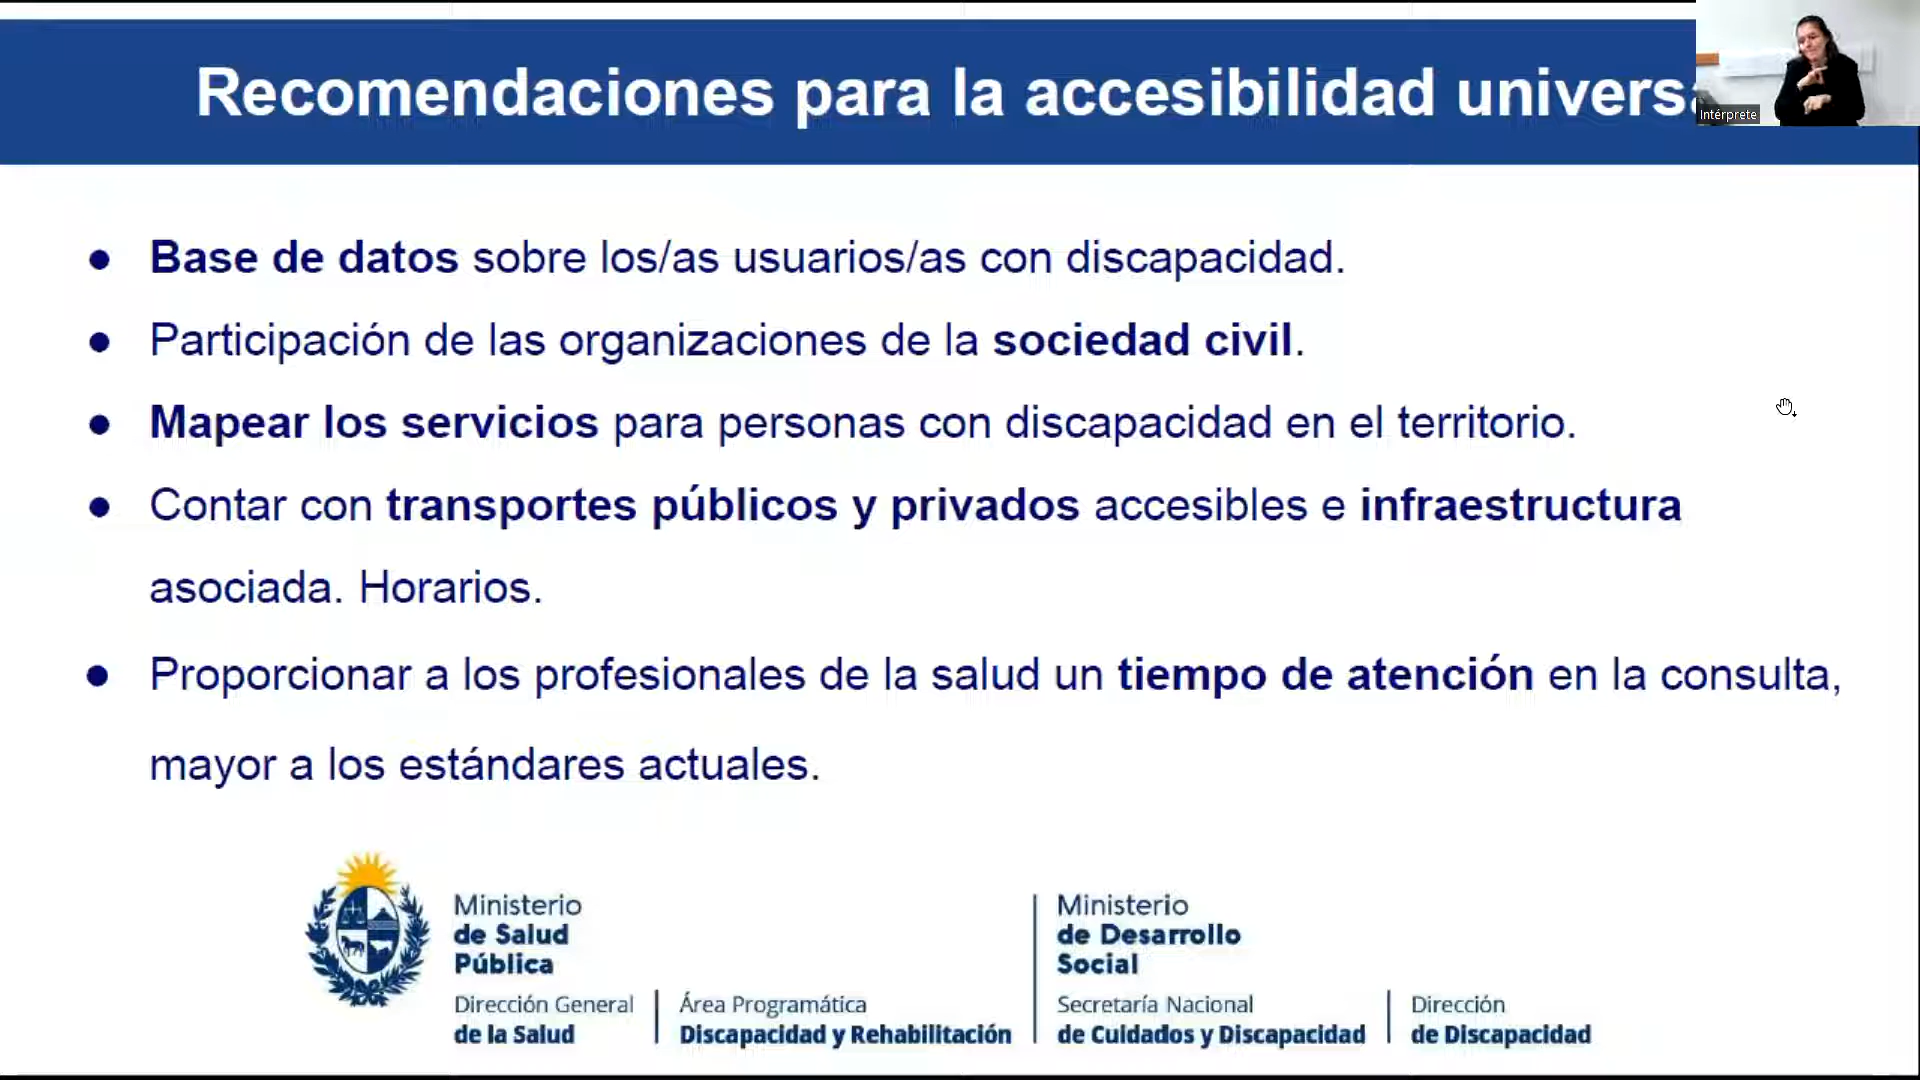 Recomendaciones para la accesibilidad univers
Intérprete
● Base de datos sobre los/as usuarios/as con discapacidad.
● Participación de las organizaciones de la sociedad civil.
● Mapear los servicios para personas con discapacidad en el territorio.
● Contar con transportes públicos y privados accesibles e infraestructura
asociada. Horarios.
● Proporcionar a los profesionales de la salud un tiempo de atención en la consulta,
mayor a los estándares actuales.
Ministerio
de Salud
Pública
Dirección General
de la Salud
Área Programática
Discapacidad y Rehabilitación
Ministerio
de Desarrollo
Social
Secretaría Nacional
de Cuidados y Discapacidad
Dirección
de Discapacidad